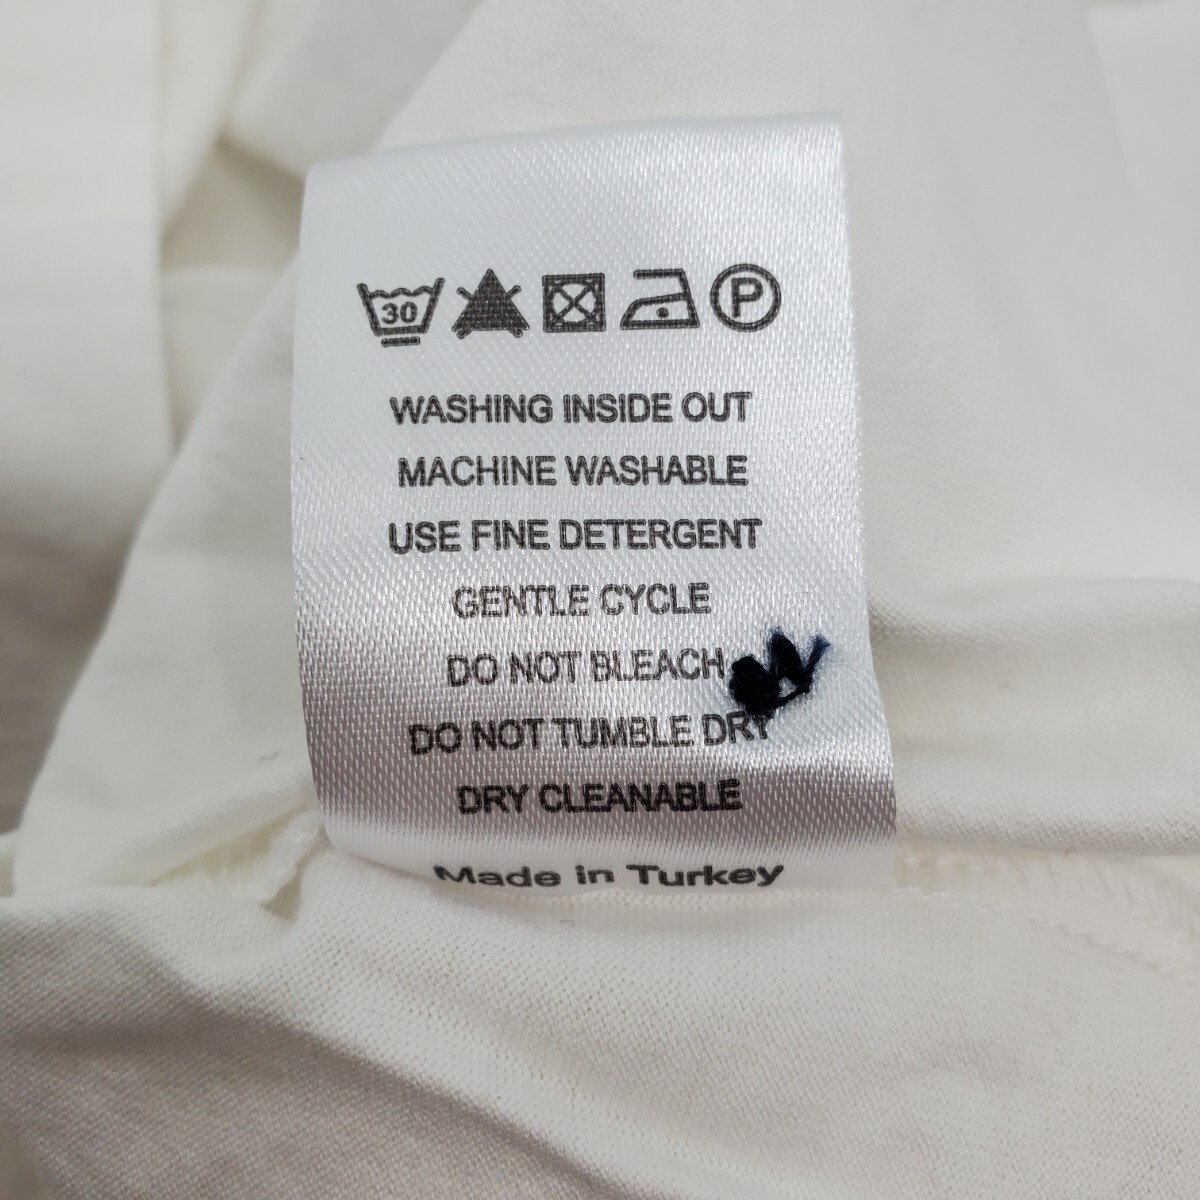 30 P
WASHING INSIDE OUT
MACHINE WASHABLE
USE FINE DETERGENT
GENTLE CYCLE
DO NOT BLEACH
DO NOT TUMBLE DRY
DRY CLEANABLE
Made in Turkey